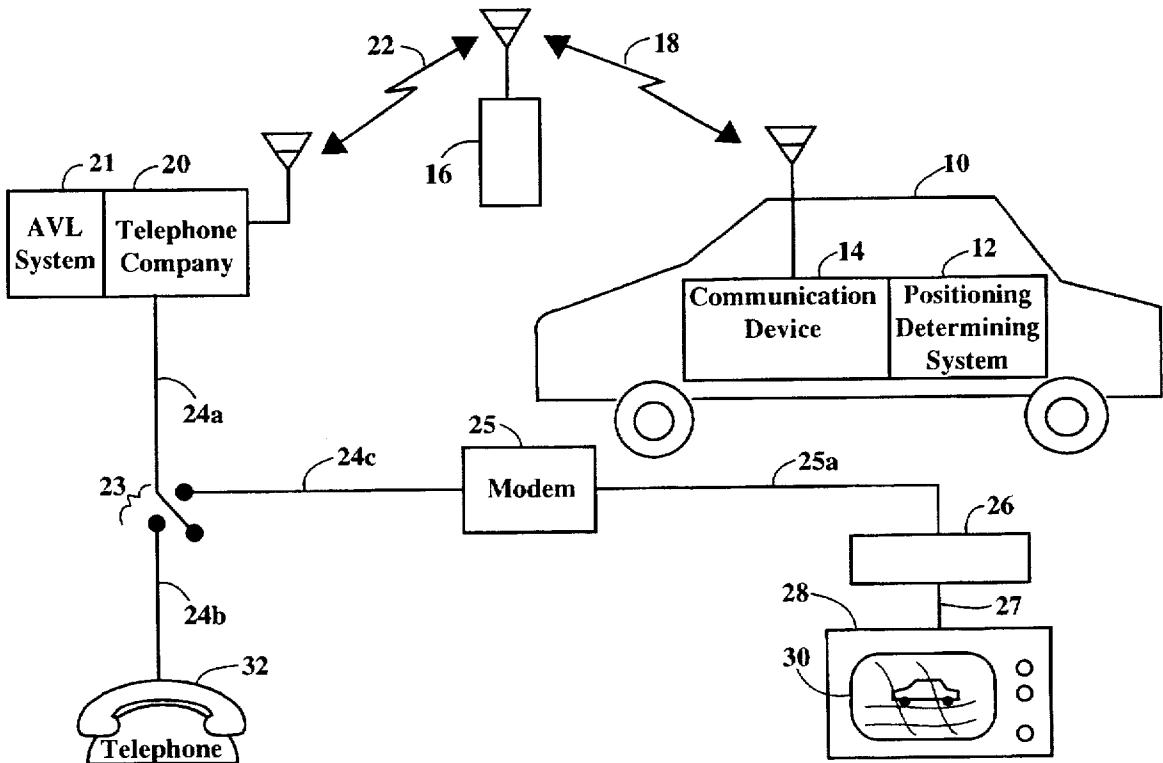 22
18
16
21
20
AVL
System
Telephone
Company
10
14
12
Communication
Device
Positioning
Determining
System
24a
23
24c
25
Modem
25a
26
24b
27
28
30
32
Telephone